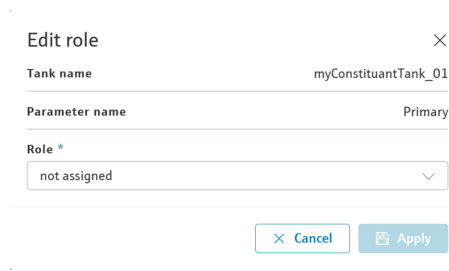 Edit role
Tank name myConstituantTank_01
Parameter name Primary
Role *
not assigned
Cancel Apply